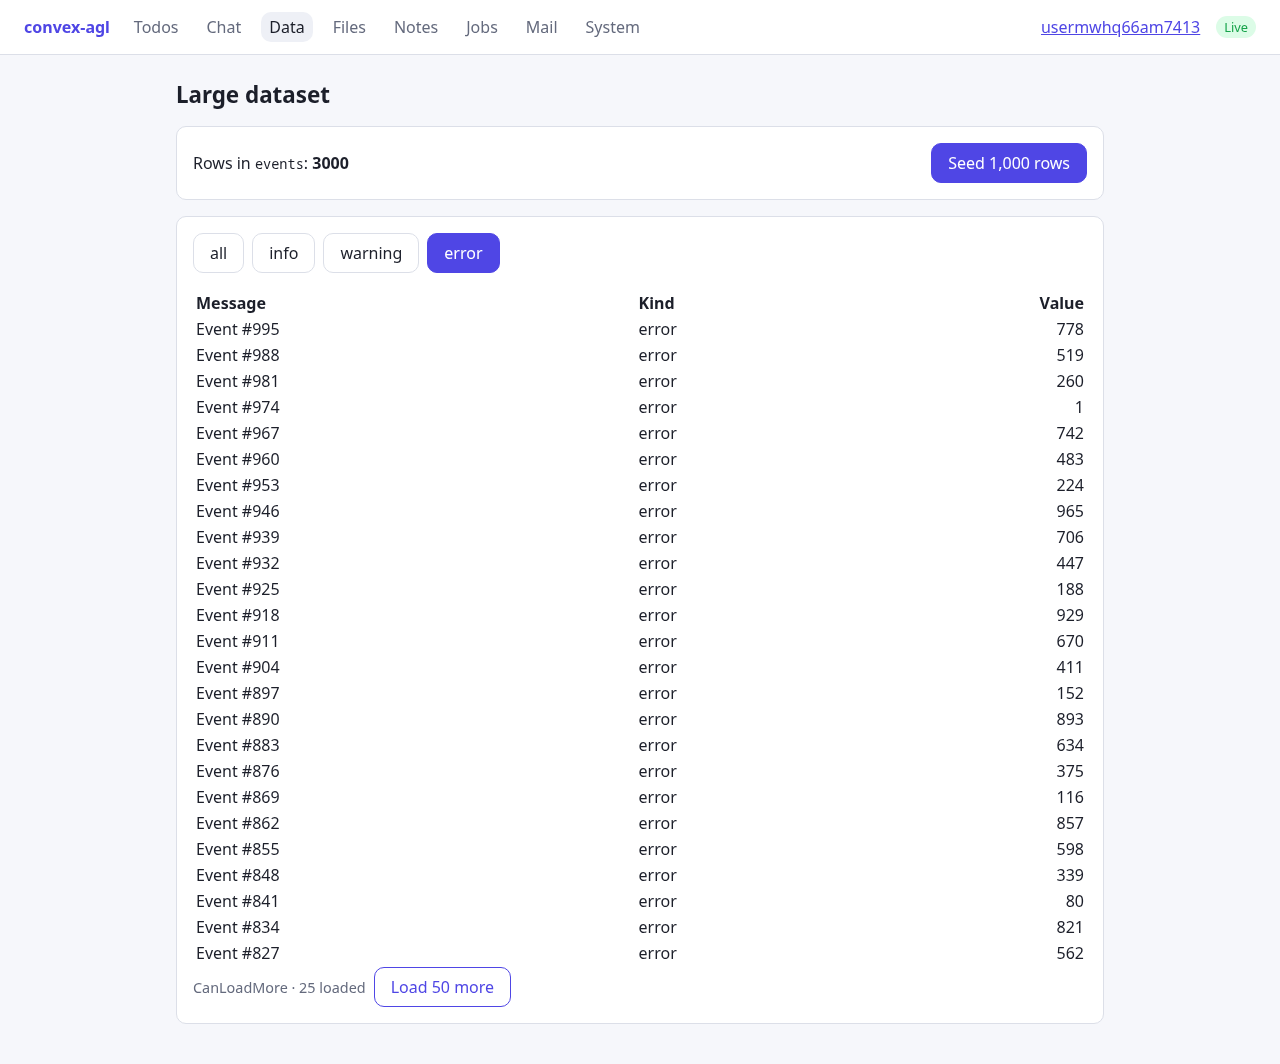 convex-agl Todos Chat Data Files Notes Jobs Mail System usermwhq66am7413 Live
Large dataset
Rows in events: 3000 Seed 1,000 rows
all info warning error
Message Kind Value
Event #995 error 778
Event #988 error 519
Event #981 error 260
Event #974 error 1
Event #967 error 742
Event #960 error 483
Event #953 error 224
Event #946 error 965
Event #939 error 706
Event #932 error 447
Event #925 error 188
Event #918 error 929
Event #911 error 670
Event #904 error 411
Event #897 error 152
Event #890 error 893
Event #883 error 634
Event #876 error 375
Event #869 error 116
Event #862 error 857
Event #855 error 598
Event #848 error 339
Event #841 error 80
Event #834 error 821
Event #827 error 562
CanLoadMore · 25 loaded Load 50 more